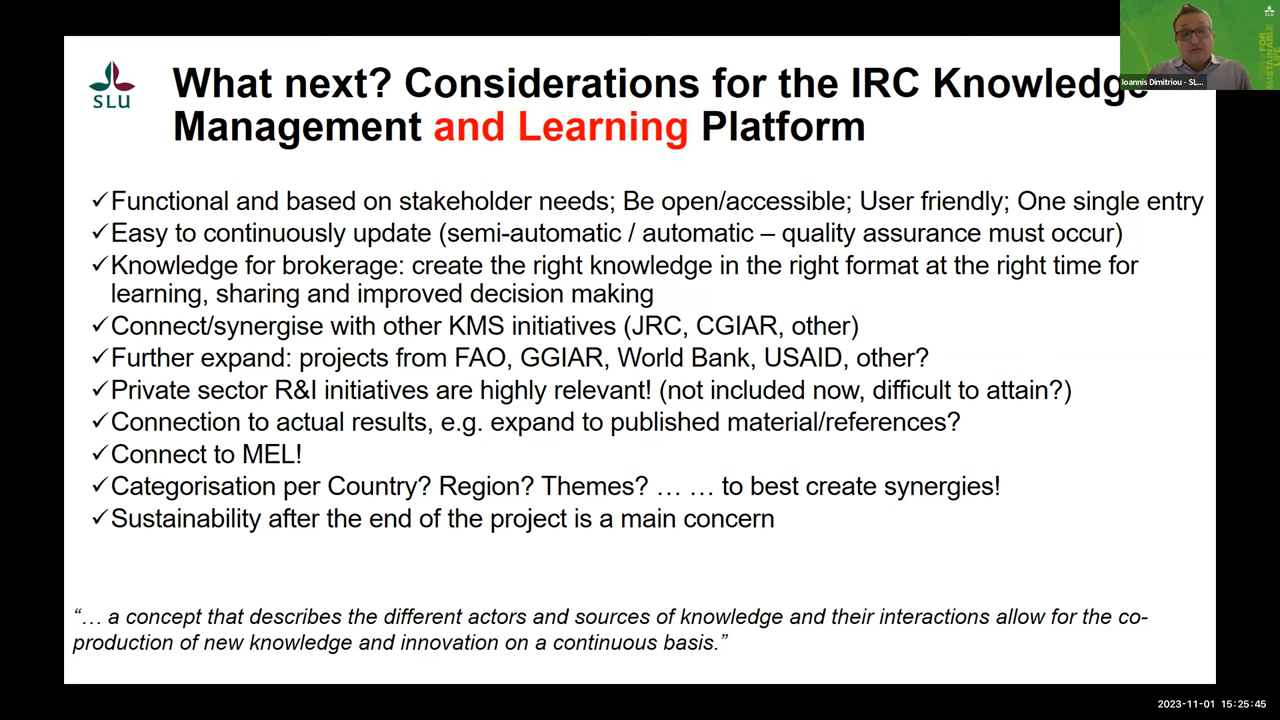 What next? Considerations for the IRC Knowledge
Management and Learning Platform
SLU
✓Functional and based on stakeholder needs; Be open/accessible; User friendly; One single entry
✓Easy to continuously update (semi-automatic / automatic – quality assurance must occur)
✓Knowledge for brokerage: create the right knowledge in the right format at the right time for
learning, sharing and improved decision making
✓Connect/synergise with other KMS initiatives (JRC, CGIAR, other)
✓Further expand: projects from FAO, GGIAR, World Bank, USAID, other?
✓Private sector R&I initiatives are highly relevant! (not included now, difficult to attain?)
✓Connection to actual results, e.g. expand to published material/references?
✓Connect to MEL!
✓Categorisation per Country? Region? Themes? … … to best create synergies!
✓Sustainability after the end of the project is a main concern
“… a concept that describes the different actors and sources of knowledge and their interactions allow for the co-
production of new knowledge and innovation on a continuous basis.”
SLU
FOR
LIFE
Ioannis Dimitriou - SL...
2023-11-01 15:25:45